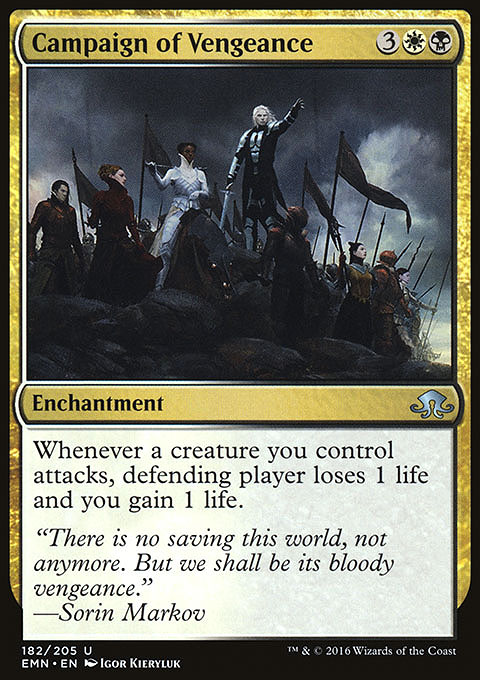 Campaign of Vengeance 3
Enchantment
Whenever a creature you control
attacks, defending player loses 1 life
and you gain 1 life.
“There is no saving this world, not
anymore. But we shall be its bloody
vengeance.”
—Sorin Markov
182/205 U
EMN • EN Igor Kieryluk
™ & © 2016 Wizards of the Coast